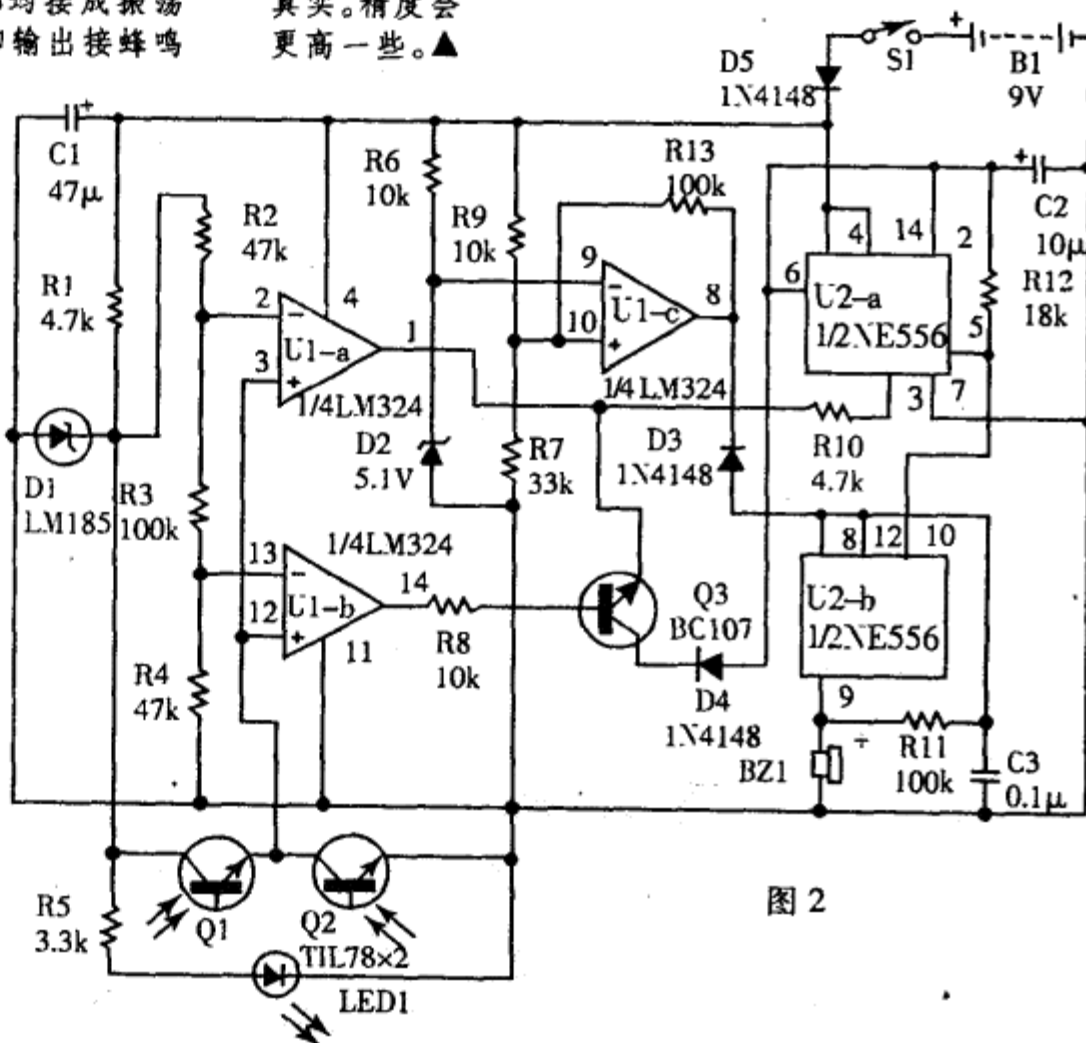 均接成振荡
输出接蜂鸣
真实。精度会
更高一些。▲
D5
1N4148
S1
+
B1
9V
C1
47μ
+
R6
10k
R13
100k
+
C2
10μ
R2
47k
R9
10k
4
14
2
R1
4.7k
9
8
6
U2-a
1/2NE556
R12
18k
2
−
4
U1-a
1
−
U1-c
10
+
5
3
+
1/4LM324
1/4LM324
3
7
D1
LM185
D2
5.1V
R7
33k
D3
1N4148
R10
4.7k
R3
100k
1/4LM324
8
12
10
13
−
14
U1-b
12
+
11
Q3
BC107
U2-b
1/2NE556
R4
47k
R8
10k
D4
1N4148
9
BZ1
+
R11
100k
C3
0.1μ
R5
3.3k
Q1
Q2
TIL78×2
LED1
图 2